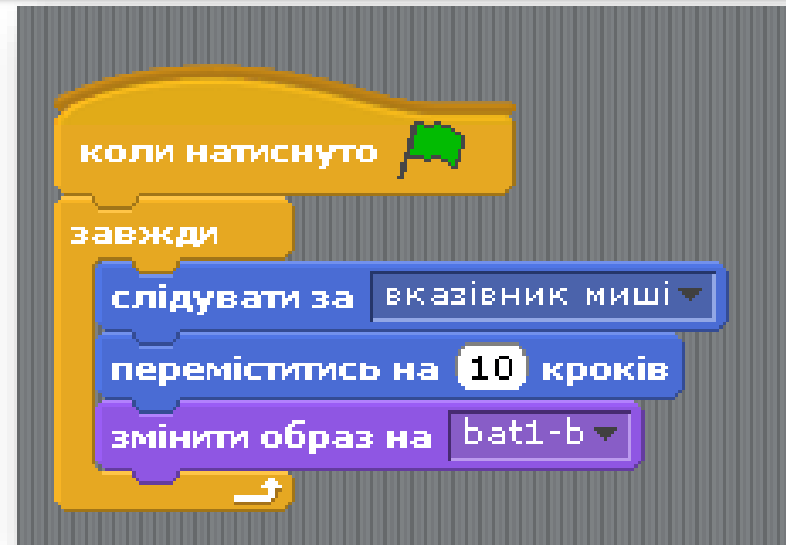 коли натиснуто
завжди
слідувати за вказівник миші
переміститись на 10 кроків
змінити образ на bat1-b